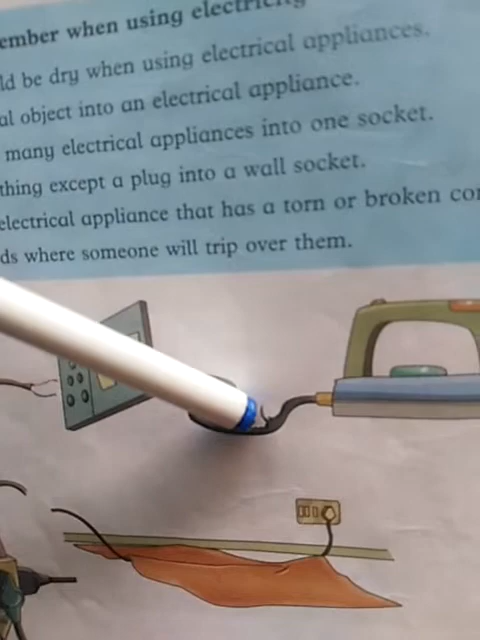 ember when using electricity
ld be dry when using electrical appliances.
al object into an electrical appliance.
many electrical appliances into one socket.
thing except a plug into a wall socket.
electrical appliance that has a torn or broken cor
ds where someone will trip over them.